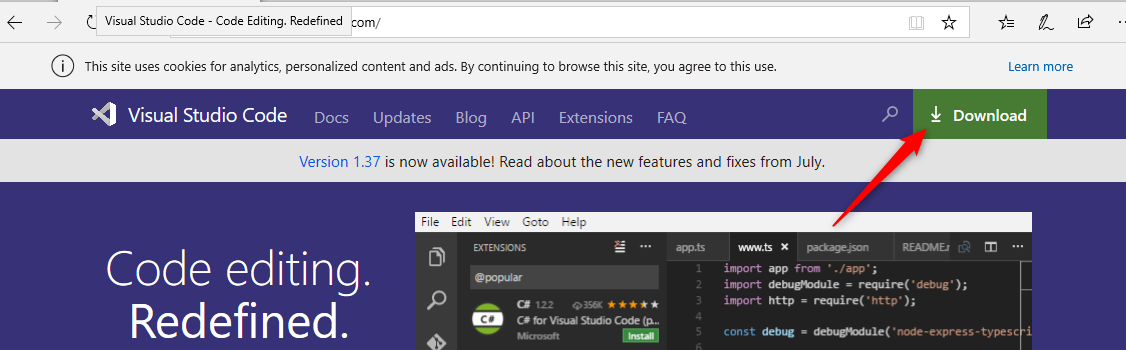 Visual Studio Code - Code Editing. Redefined
.com/
This site uses cookies for analytics, personalized content and ads. By continuing to browse this site, you agree to this use.
Learn more
Visual Studio Code Docs Updates Blog API Extensions FAQ Download
Version 1.37 is now available! Read about the new features and fixes from July.
Code editing.
Redefined.
File Edit View Goto Help
EXTENSIONS
@popular
C# 1.2.2 356K
C# for Visual Studio Code (p...
Microsoft Install
app.ts www.ts package.json README.r
1 import app from './app';
2 import debugModule = require('debug');
3 import http = require('http');
4
5 const debug = debugModule('node-express-typescri